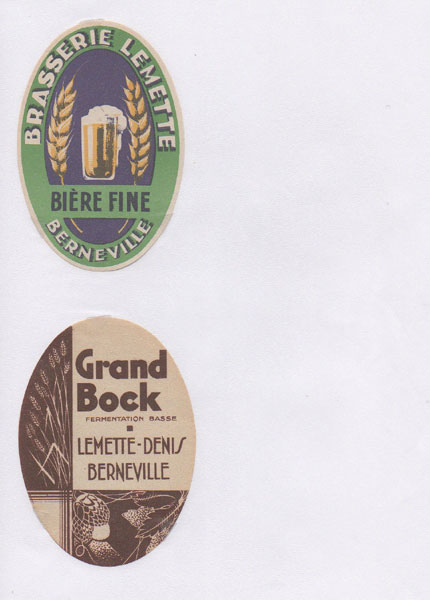 BRASSERIE LEMETTE
BIÈRE FINE
BERNEVILLE
Grand
Bock
FERMENTATION BASSE
LEMETTE-DENIS
BERNEVILLE